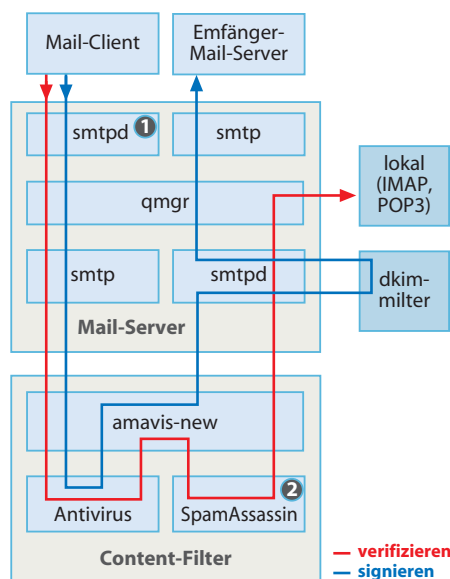 Mail-Client
Emfänger-
Mail-Server
smtpd 1
smtp
qmgr
lokal
(IMAP,
POP3)
smtp
smtpd
dkim-
milter
Mail-Server
amavis-new
Antivirus
SpamAssassin 2
Content-Filter
verifizieren
signieren